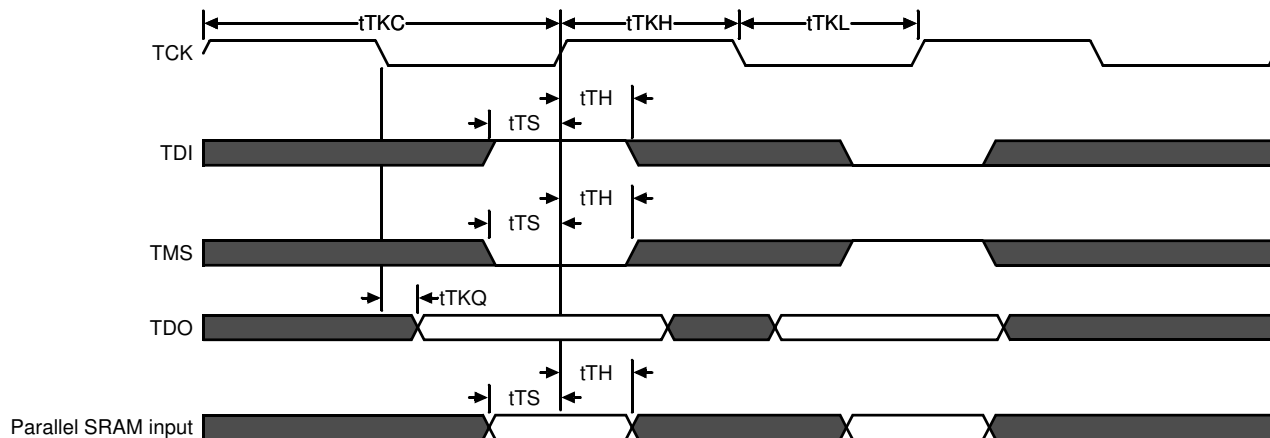 tTKC tTKH tTKL
TCK
tTH
tTS
TDI
tTH
tTS
TMS
tTKQ
TDO
tTH
tTS
Parallel SRAM input